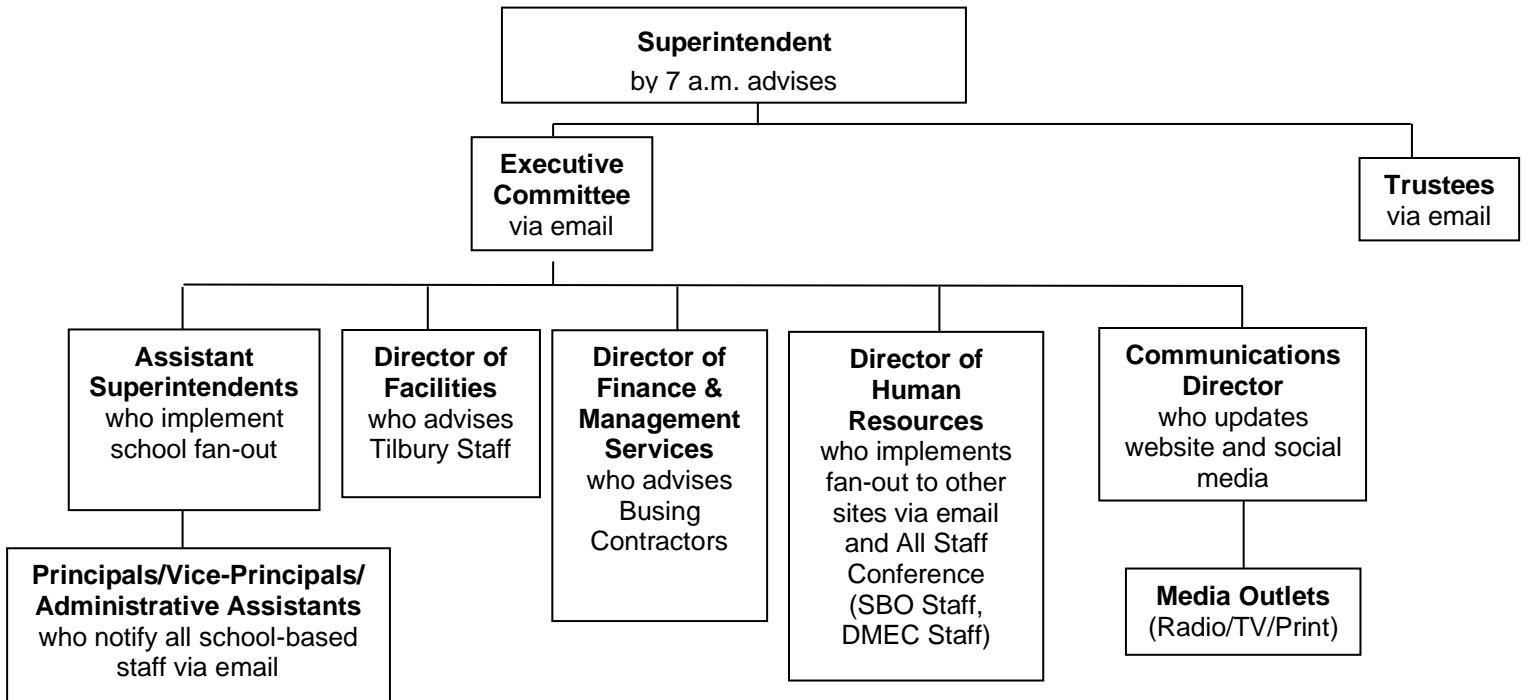 Superintendent
by 7 a.m. advises
Executive
Committee
via email
Trustees
via email
Assistant
Superintendents
who implement
school fan-out
Director of
Facilities
who advises
Tilbury Staff
Director of
Finance &
Management
Services
who advises
Busing
Contractors
Director of
Human
Resources
who implements
fan-out to other
sites via email
and All Staff
Conference
(SBO Staff,
DMEC Staff)
Communications
Director
who updates
website and social
media
Principals/Vice-Principals/
Administrative Assistants
who notify all school-based
staff via email
Media Outlets
(Radio/TV/Print)